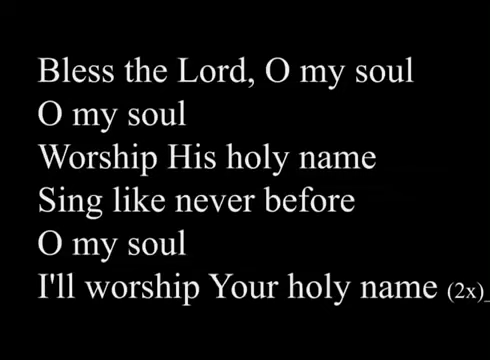 Bless the Lord, O my soul
O my soul
Worship His holy name
Sing like never before
O my soul
I'll worship Your holy name (2x)_